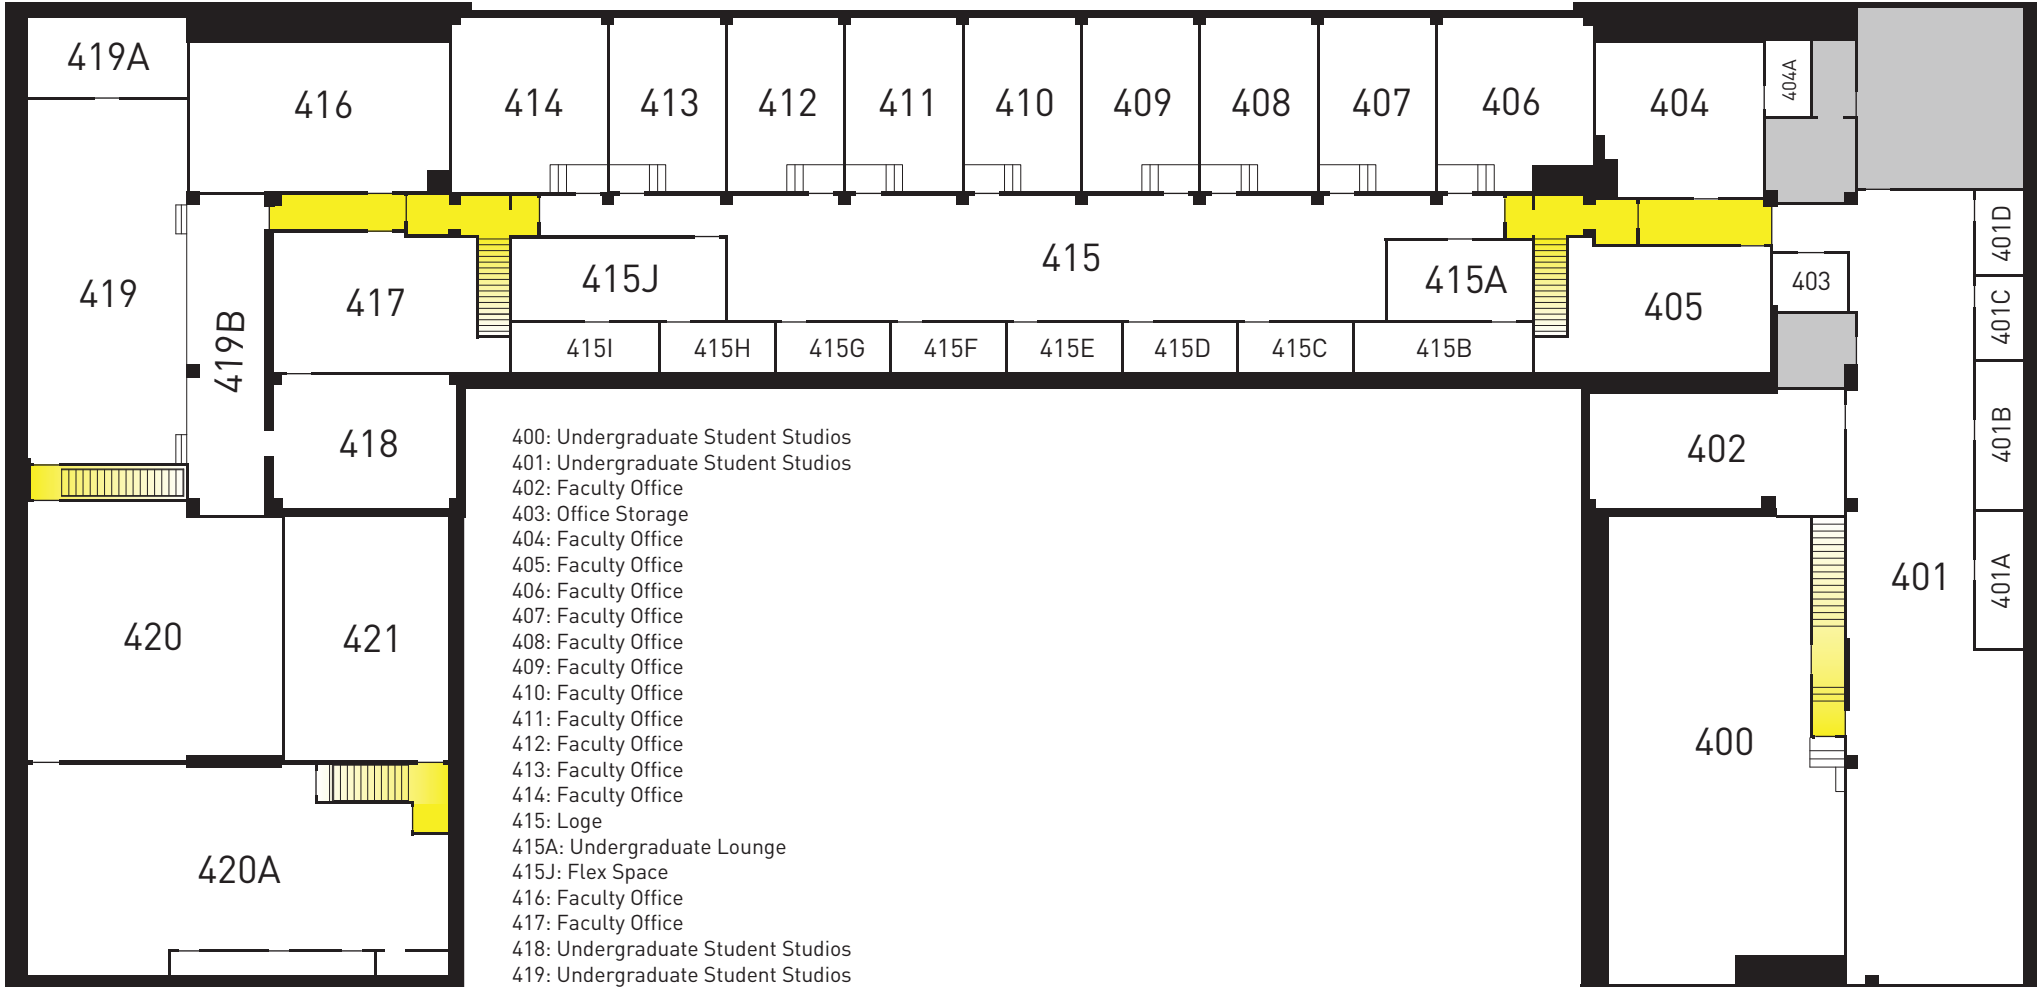 419A
416
414
413
412
411
410
409
408
407
406
404
404A
419
419B
417
415J
415
415A
405
403
401D
401C
415I
415H
415G
415F
415E
415D
415C
415B
418
402
401B
420
421
401
401A
400
420A
400: Undergraduate Student Studios
401: Undergraduate Student Studios
402: Faculty Office
403: Office Storage
404: Faculty Office
405: Faculty Office
406: Faculty Office
407: Faculty Office
408: Faculty Office
409: Faculty Office
410: Faculty Office
411: Faculty Office
412: Faculty Office
413: Faculty Office
414: Faculty Office
415: Loge
415A: Undergraduate Lounge
415J: Flex Space
416: Faculty Office
417: Faculty Office
418: Undergraduate Student Studios
419: Undergraduate Student Studios